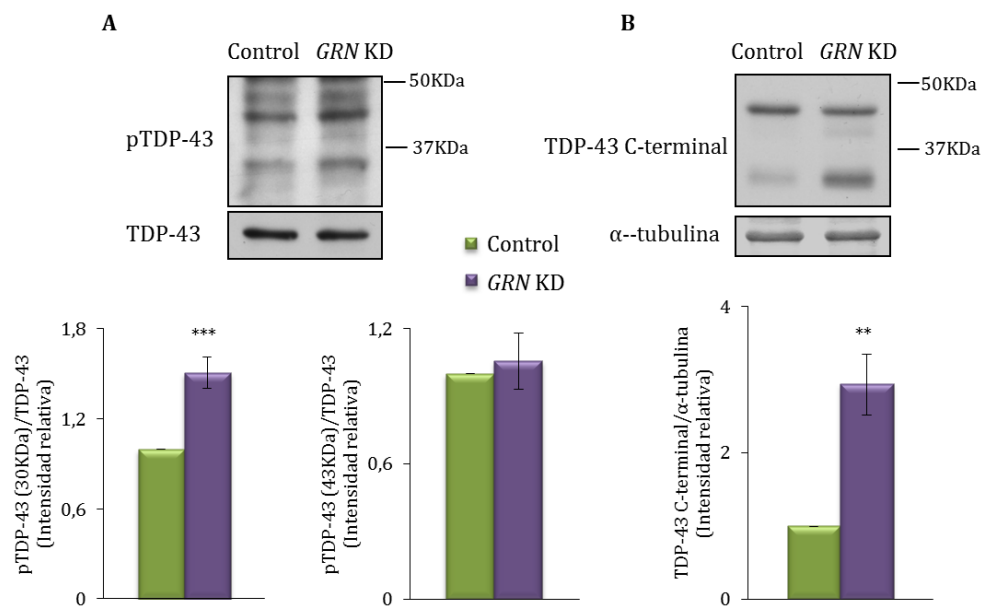 A
B
Control GRN KD
Control GRN KD
50KDa
pTDP-43
37KDa
TDP-43
50KDa
TDP-43 C-terminal
37KDa
α--tubulina
Control
GRN KD
pTDP-43 (30KDa)/TDP-43
(Intensidad relativa)
1,8
1,2
0,6
0
***
pTDP-43 (43KDa)/TDP-43
(Intensidad relativa)
1,2
0,6
0
TDP-43 C-terminal/α-tubulina
(Intensidad relativa)
4
2
0
**